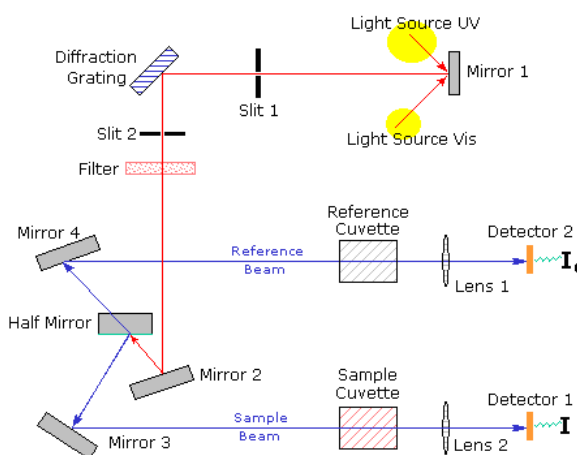 Light Source UV
Diffraction
Grating
Mirror 1
Slit 1
Light Source Vis
Slit 2
Filter
Reference
Cuvette
Mirror 4
Detector 2
Reference
Beam
I
Lens 1
Half Mirror
Mirror 2
Sample
Cuvette
Detector 1
Sample
Beam
I
Mirror 3
Lens 2